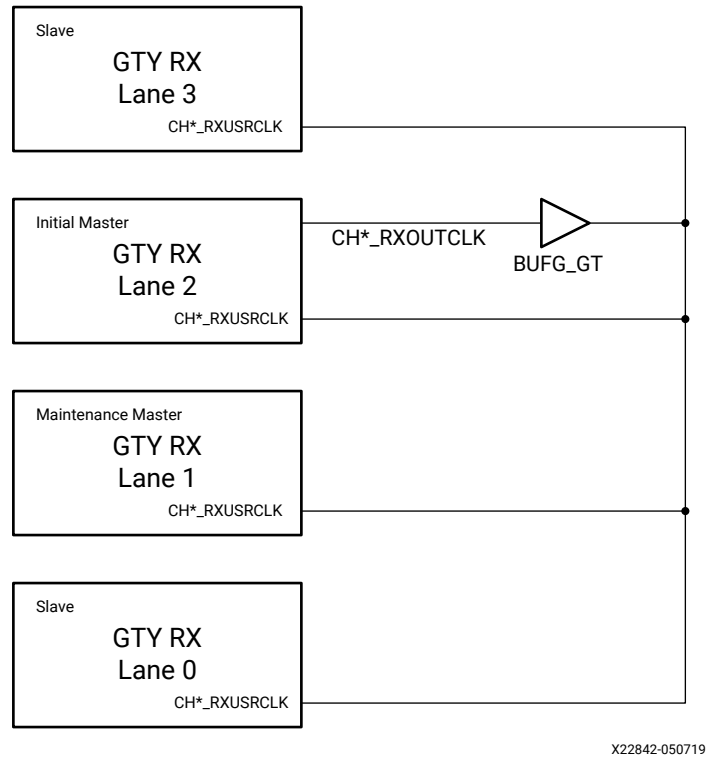 Slave
GTY RX
Lane 3
CH*_RXUSRCLK
Initial Master
GTY RX
Lane 2
CH*_RXOUTCLK
BUFG_GT
CH*_RXUSRCLK
Maintenance Master
GTY RX
Lane 1
CH*_RXUSRCLK
Slave
GTY RX
Lane 0
CH*_RXUSRCLK
X22842-050719